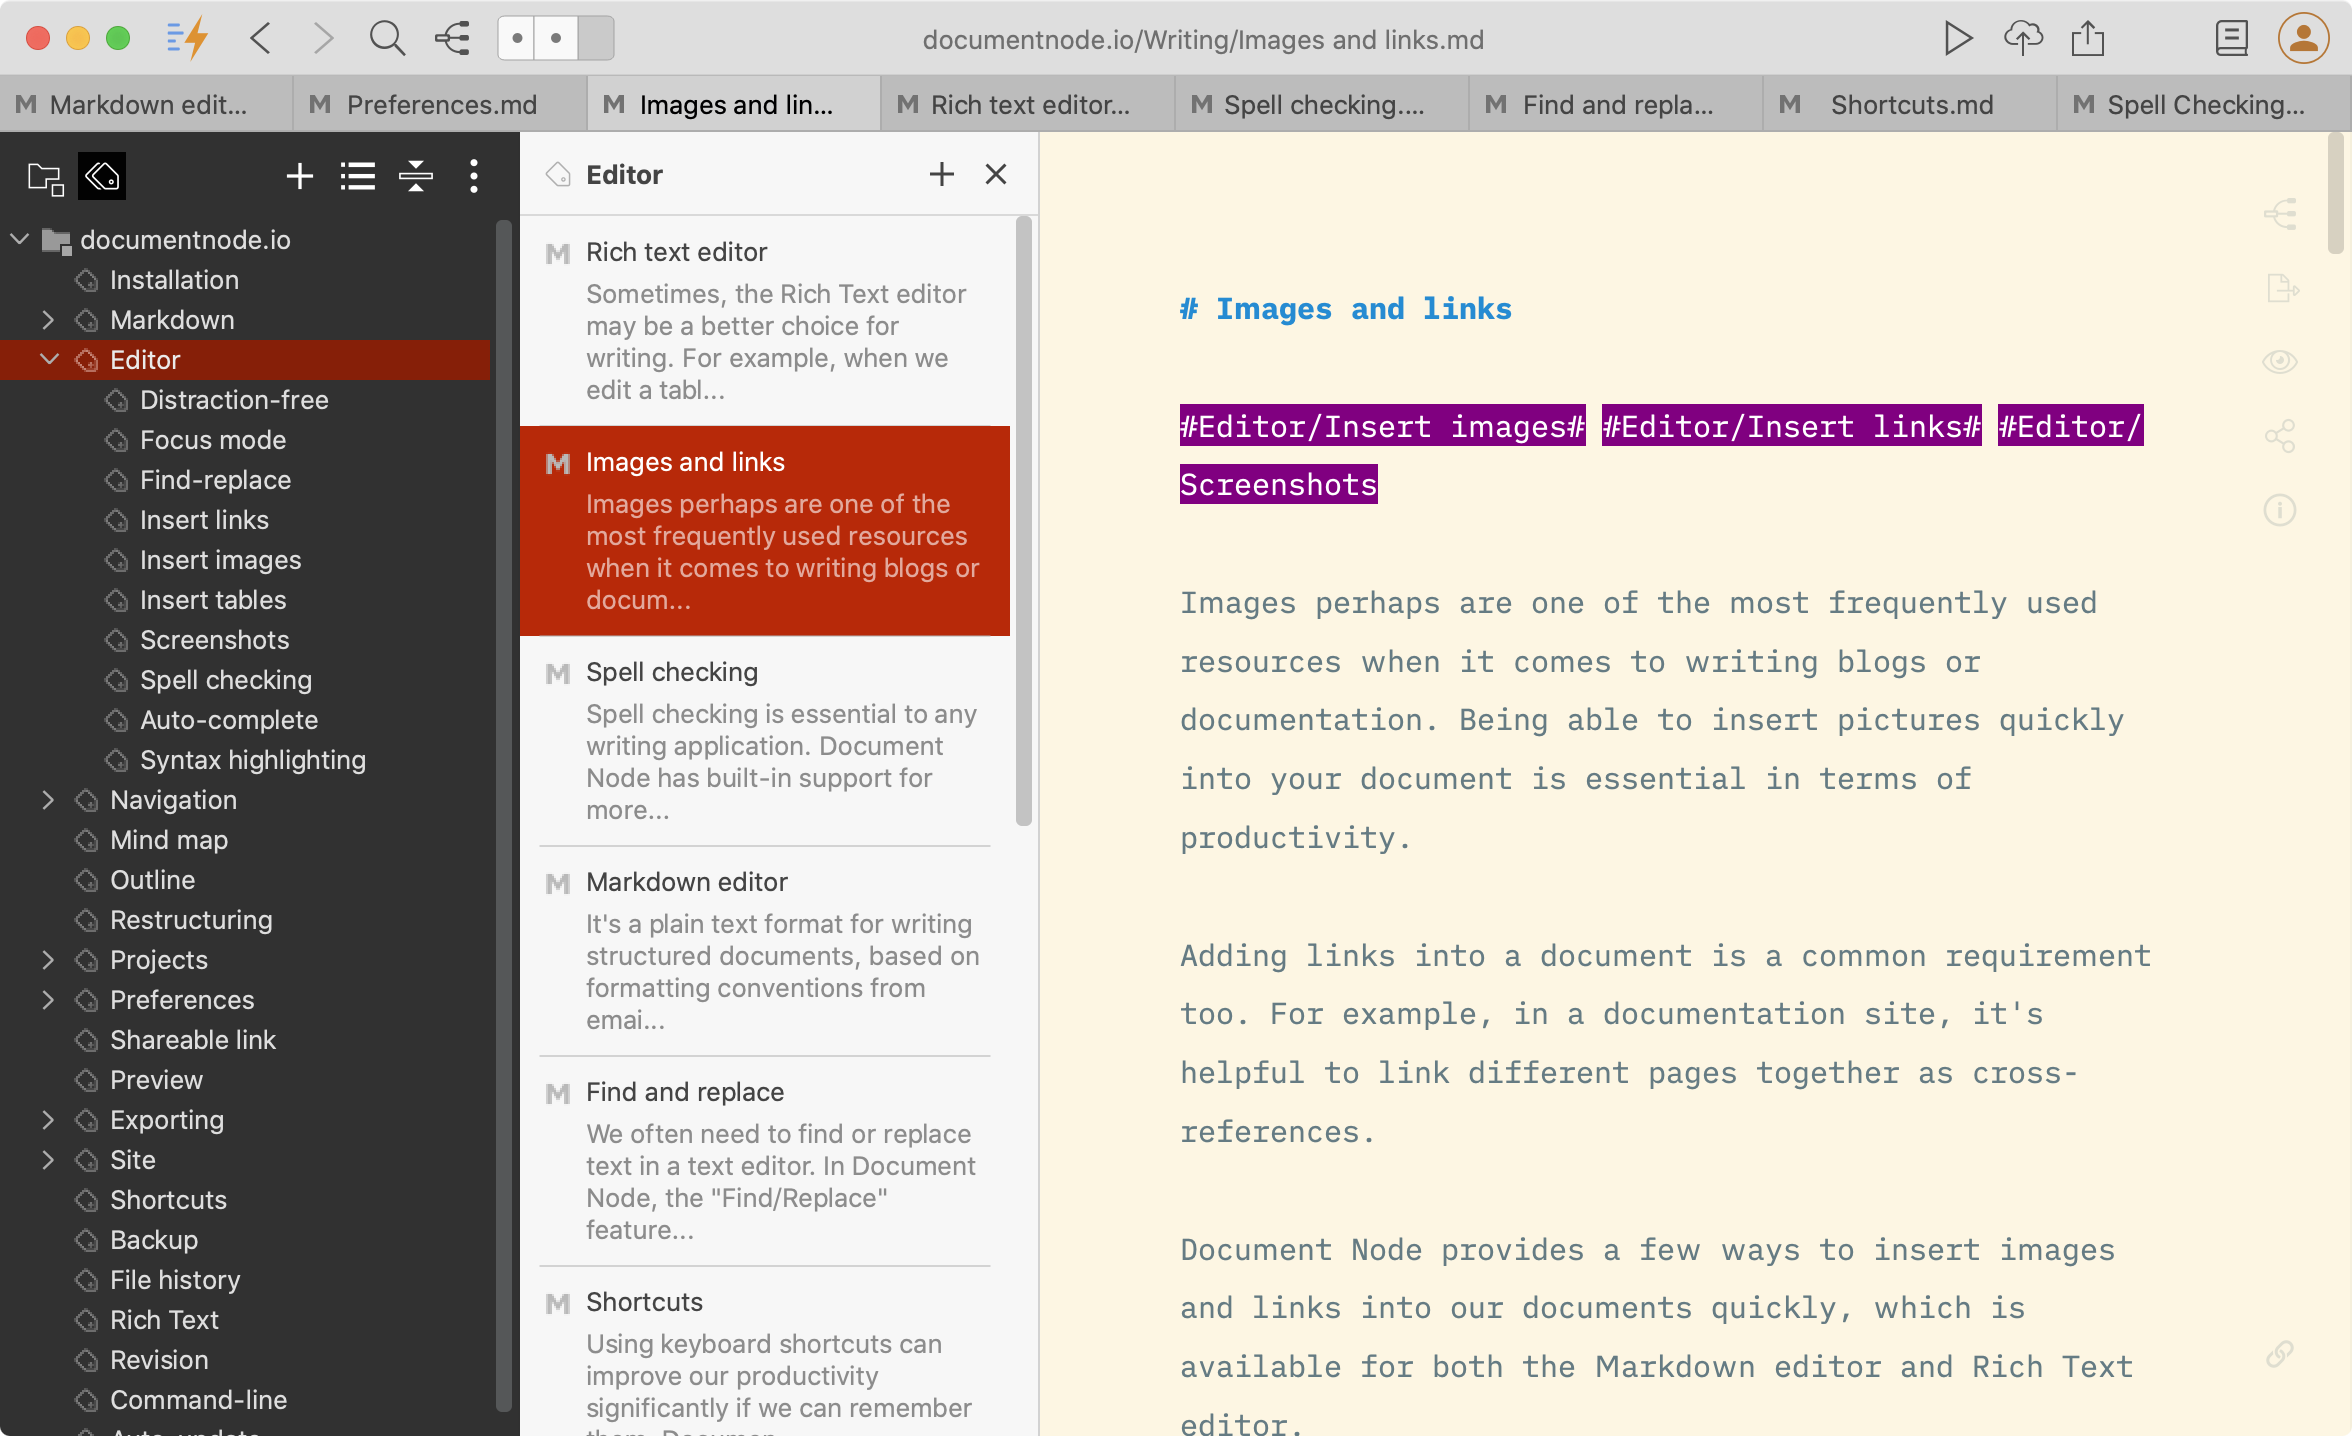 documentnode.io/Writing/Images and links.md
Markdown edit...
Preferences.md
Images and lin...
Rich text editor...
Spell checking....
Find and repla...
Shortcuts.md
Spell Checking...
documentnode.io
Installation
Markdown
Editor
Distraction-free
Focus mode
Find-replace
Insert links
Insert images
Insert tables
Screenshots
Spell checking
Auto-complete
Syntax highlighting
Navigation
Mind map
Outline
Restructuring
Projects
Preferences
Shareable link
Preview
Exporting
Site
Shortcuts
Backup
File history
Rich Text
Revision
Command-line
Auto-update
Editor
Rich text editor
Sometimes, the Rich Text editor
may be a better choice for
writing. For example, when we
edit a tabl...
Images and links
Images perhaps are one of the
most frequently used resources
when it comes to writing blogs or
docum...
Spell checking
Spell checking is essential to any
writing application. Document
Node has built-in support for
more...
Markdown editor
It's a plain text format for writing
structured documents, based on
formatting conventions from
emai...
Find and replace
We often need to find or replace
text in a text editor. In Document
Node, the "Find/Replace"
feature...
Shortcuts
Using keyboard shortcuts can
improve our productivity
significantly if we can remember
them. Documen...
# Images and links
#Editor/Insert images# #Editor/Insert links# #Editor/
Screenshots
Images perhaps are one of the most frequently used
resources when it comes to writing blogs or
documentation. Being able to insert pictures quickly
into your document is essential in terms of
productivity.
Adding links into a document is a common requirement
too. For example, in a documentation site, it's
helpful to link different pages together as cross-
references.
Document Node provides a few ways to insert images
and links into our documents quickly, which is
available for both the Markdown editor and Rich Text
editor.